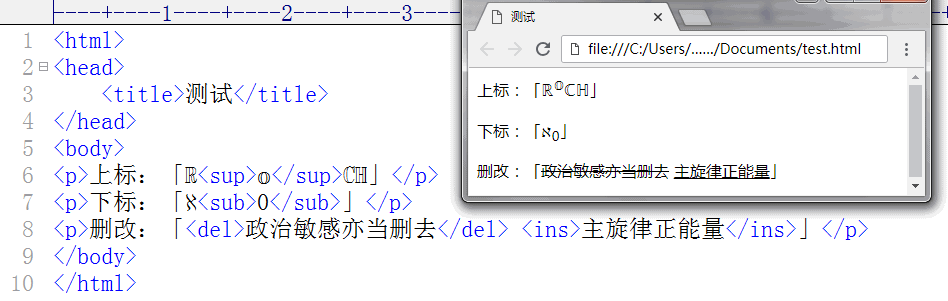 ----+----1----+----2----+----3----
1 <html>
2 <head>
3 <title>测试</title>
4 </head>
5 <body>
6 <p>上标：「ℝ<sup>𝕠</sup>ℂℍ」</p>
7 <p>下标：「ℵ<sub>0</sub>」</p>
8 <p>删改：「<del>政治敏感亦当删去</del> <ins>主旋律正能量</ins>」</p>
9 </body>
10 </html>
测试
file:///C:/Users/....../Documents/test.html
上标：「ℝ𝕠ℂℍ」
下标：「ℵ0」
删改：「政治敏感亦当删去 主旋律正能量」